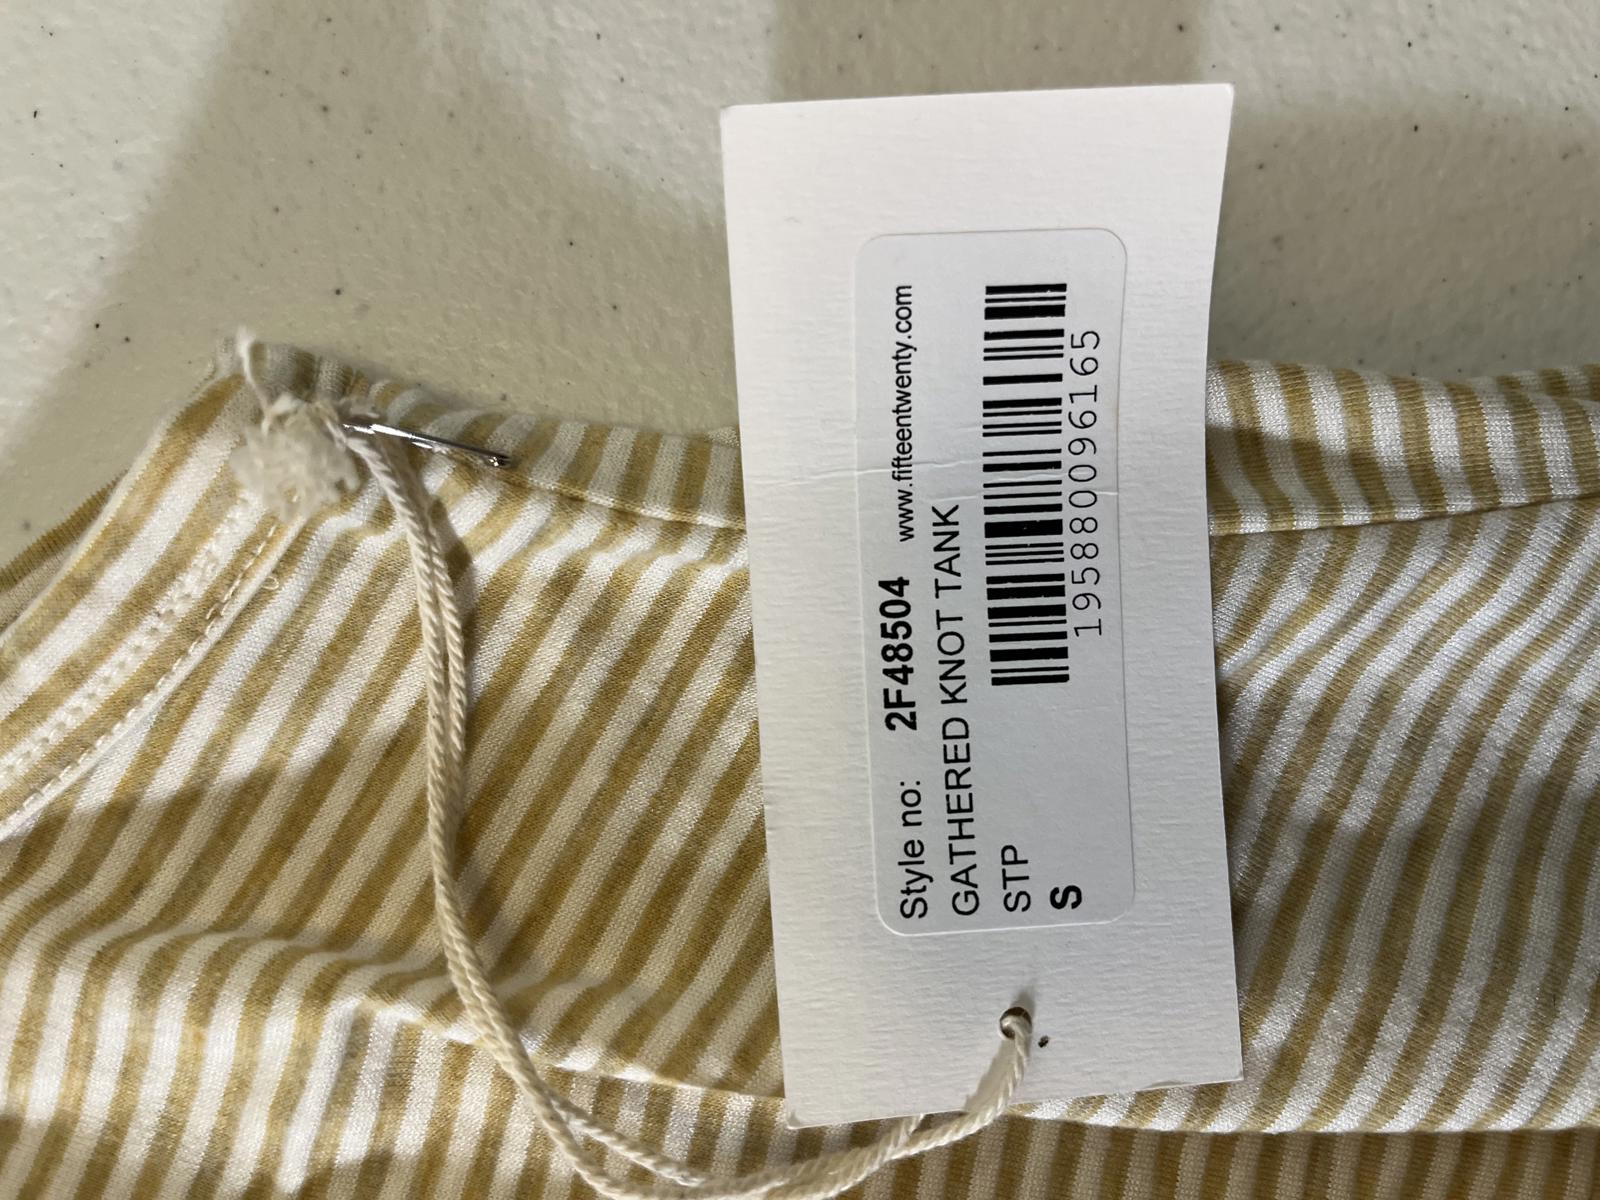 Style no: 2F48504 www.fifteentwenty.com
GATHERED KNOT TANK
STP
S
195880096165